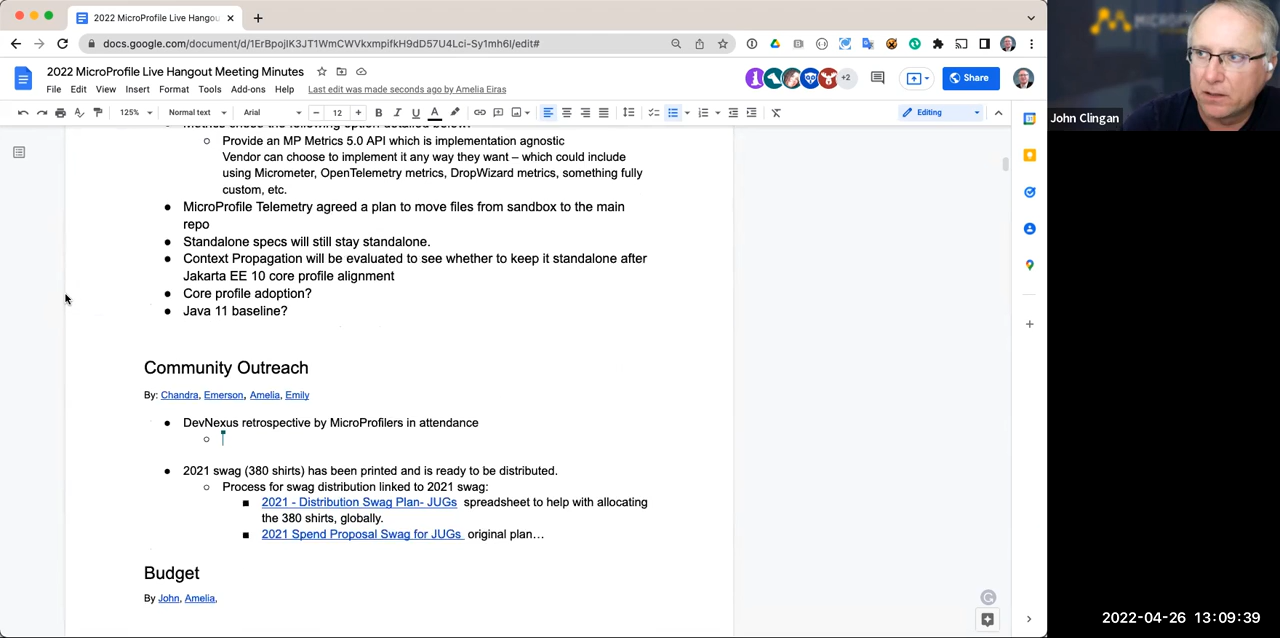 2022 MicroProfile Live Hangou
docs.google.com/document/d/1ErBpojlK3JT1WmCWVkxmpifkH9dD57U4Lci-Sy1mh6I/edit#
2022 MicroProfile Live Hangout Meeting Minutes
+2
Share
File Edit View Insert Format Tools Add-ons Help Last edit was made seconds ago by Amelia Eiras
125% Normal text Arial 12 B I U A Editing
Metrics chose the following option detailed below:
Provide an MP Metrics 5.0 API which is implementation agnostic
Vendor can choose to implement it any way they want – which could include
using Micrometer, OpenTelemetry metrics, DropWizard metrics, something fully
custom, etc.
MicroProfile Telemetry agreed a plan to move files from sandbox to the main
repo
Standalone specs will still stay standalone.
Context Propagation will be evaluated to see whether to keep it standalone after
Jakarta EE 10 core profile alignment
Core profile adoption?
Java 11 baseline?
Community Outreach
By: Chandra, Emerson, Amelia, Emily
DevNexus retrospective by MicroProfilers in attendance
2021 swag (380 shirts) has been printed and is ready to be distributed.
Process for swag distribution linked to 2021 swag:
2021 - Distribution Swag Plan- JUGs spreadsheet to help with allocating
the 380 shirts, globally.
2021 Spend Proposal Swag for JUGs original plan…
Budget
By John, Amelia,
John Clingan
2022-04-26 13:09:39